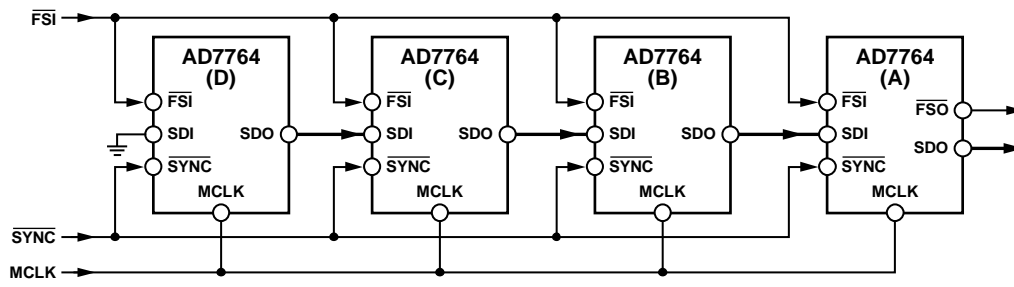 FSI
AD7764
(D)
FSI
SDI
SDO
SYNC
MCLK
AD7764
(C)
FSI
SDI
SDO
SYNC
MCLK
AD7764
(B)
FSI
SDI
SDO
SYNC
MCLK
AD7764
(A)
FSI
FSO
SDI
SDO
SYNC
MCLK
SYNC
MCLK